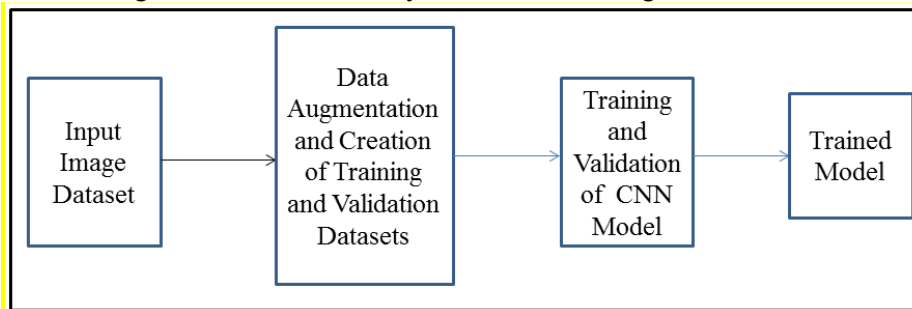 Input
Image
Dataset
Data
Augmentation
and Creation
of Training
and Validation
Datasets
Training
and
Validation
of CNN
Model
Trained
Model